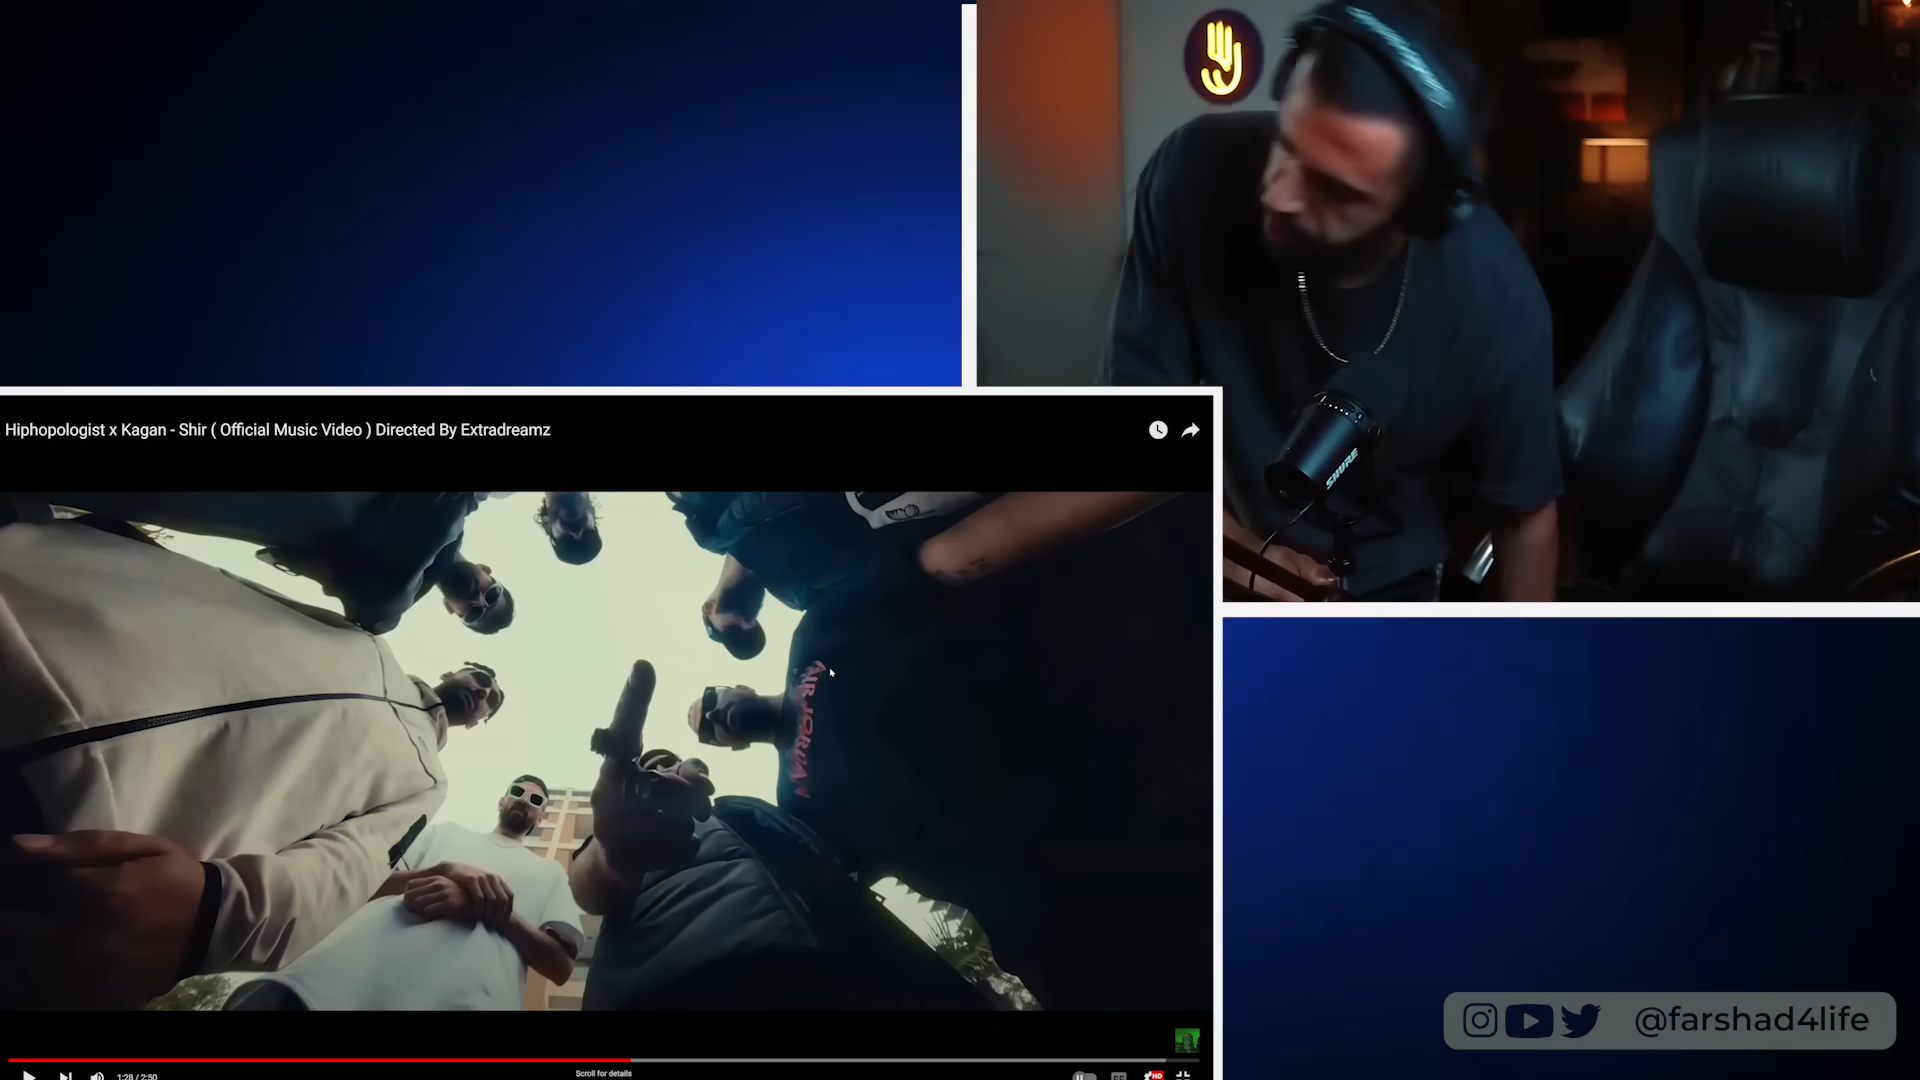 Hiphopologist x Kagan - Shir ( Official Music Video ) Directed By Extradreamz
SHURE
AIR JORDAN
1:28 / 2:50
Scroll for details
HD
@farshad4life